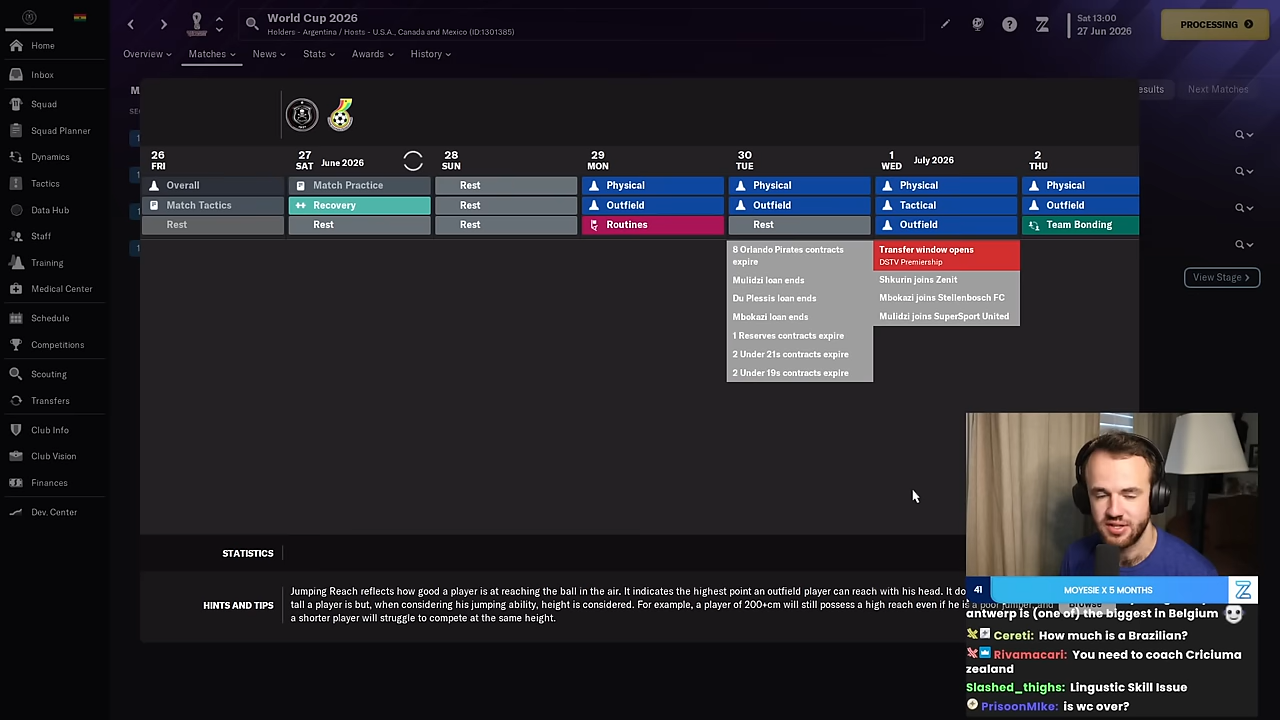 World Cup 2026
Holders - Argentina / Hosts - U.S.A., Canada and Mexico (ID:1301385)
Sat 13:00
27 Jun 2026
PROCESSING
Home
Overview
Matches
News
Stats
Awards
History
Inbox
Squad
Squad Planner
Dynamics
Tactics
Data Hub
Staff
Training
Medical Center
Schedule
Competitions
Scouting
Transfers
Club Info
Club Vision
Finances
Dev. Center
Next Matches
View Stage
26
FRI
27
SAT
June 2026
28
SUN
29
MON
30
TUE
1
WED
July 2026
2
THU
Overall
Match Practice
Rest
Physical
Physical
Physical
Physical
Match Tactics
Recovery
Rest
Outfield
Outfield
Tactical
Outfield
Rest
Rest
Rest
Routines
Rest
Outfield
Team Bonding
8 Orlando Pirates contracts
expire
Mulidzi loan ends
Du Plessis loan ends
Mbokazi loan ends
1 Reserves contracts expire
2 Under 21s contracts expire
2 Under 19s contracts expire
Transfer window opens
DSTV Premiership
Shkurin joins Zenit
Mbokazi joins Stellenbosch FC
Mulidzi joins SuperSport United
STATISTICS
HINTS AND TIPS
Jumping Reach reflects how good a player is at reaching the ball in the air. It indicates the highest point an outfield player can reach with his head. It do
tall a player is but, when considering his jumping ability, height is considered. For example, a player of 200+cm will still possess a high reach even if he is a poor jumper, and
a shorter player will struggle to compete at the same height.
41
MOYESIE X 5 MONTHS
antwerp is (one of) the biggest in Belgium
Cereti: How much is a Brazilian?
Rivamacari: You need to coach Criciuma
zealand
Slashed_thighs: Lingustic Skill Issue
PrisoonMIke: is wc over?